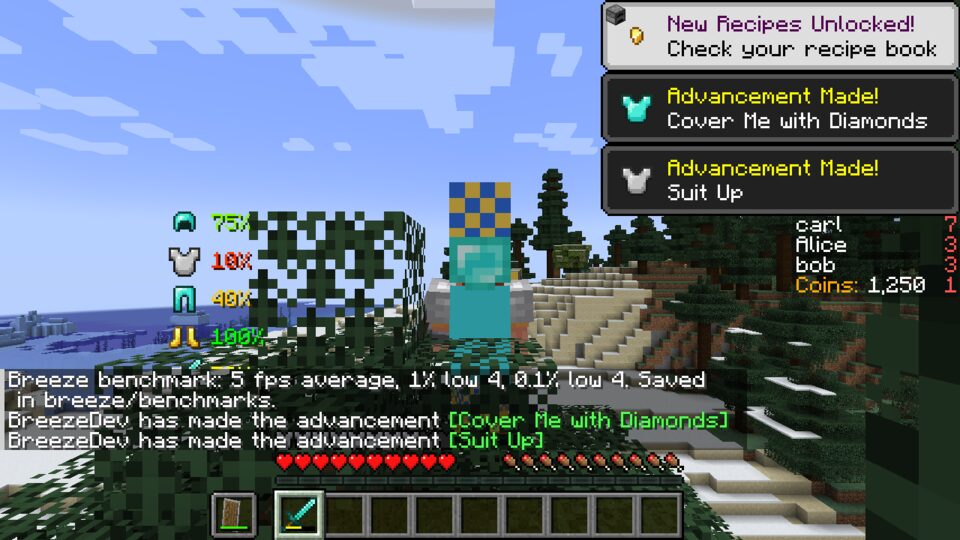 New Recipes Unlocked!
Check your recipe book
Advancement Made!
Cover Me with Diamonds
Advancement Made!
Suit Up
carl 7
Alice 3
bob 3
Coins: 1,250 1
75%
10%
40%
100%
Breeze benchmark: 5 fps average, 1% low 4, 0.1% low 4. Saved
in breeze/benchmarks.
BreezeDev has made the advancement [Cover Me with Diamonds]
BreezeDev has made the advancement [Suit Up]